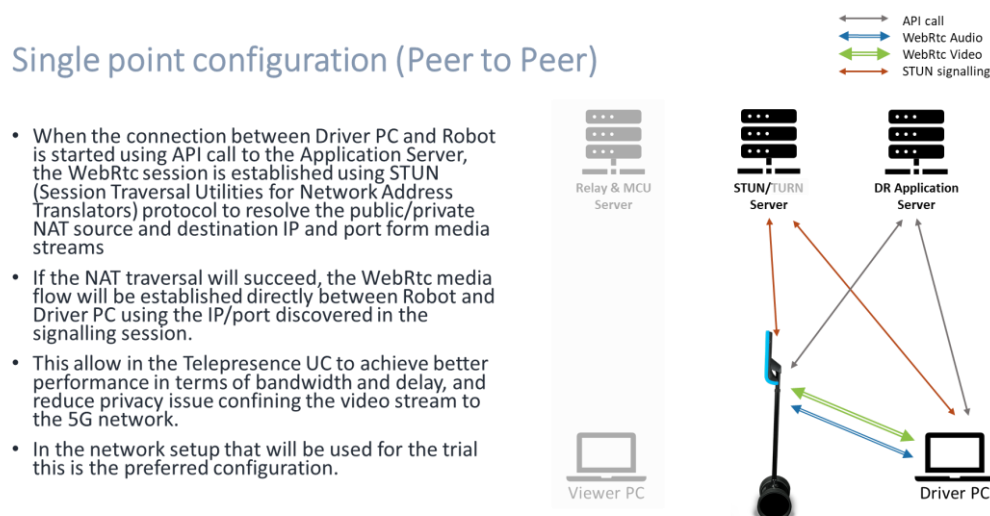 API call
WebRtc Audio
WebRtc Video
STUN signalling
Single point configuration (Peer to Peer)
• When the connection between Driver PC and Robot
is started using API call to the Application Server,
the WebRtc session is established using STUN
(Session Traversal Utilities for Network Address
Translators) protocol to resolve the public/private
NAT source and destination IP and port form media
streams
• If the NAT traversal will succeed, the WebRtc media
flow will be established directly between Robot and
Driver PC using the IP/port discovered in the
signalling session.
• This allow in the Telepresence UC to achieve better
performance in terms of bandwidth and delay, and
reduce privacy issue confining the video stream to
the 5G network.
• In the network setup that will be used for the trial
this is the preferred configuration.
Relay & MCU
Server
STUN/TURN
Server
DR Application
Server
Viewer PC
Driver PC